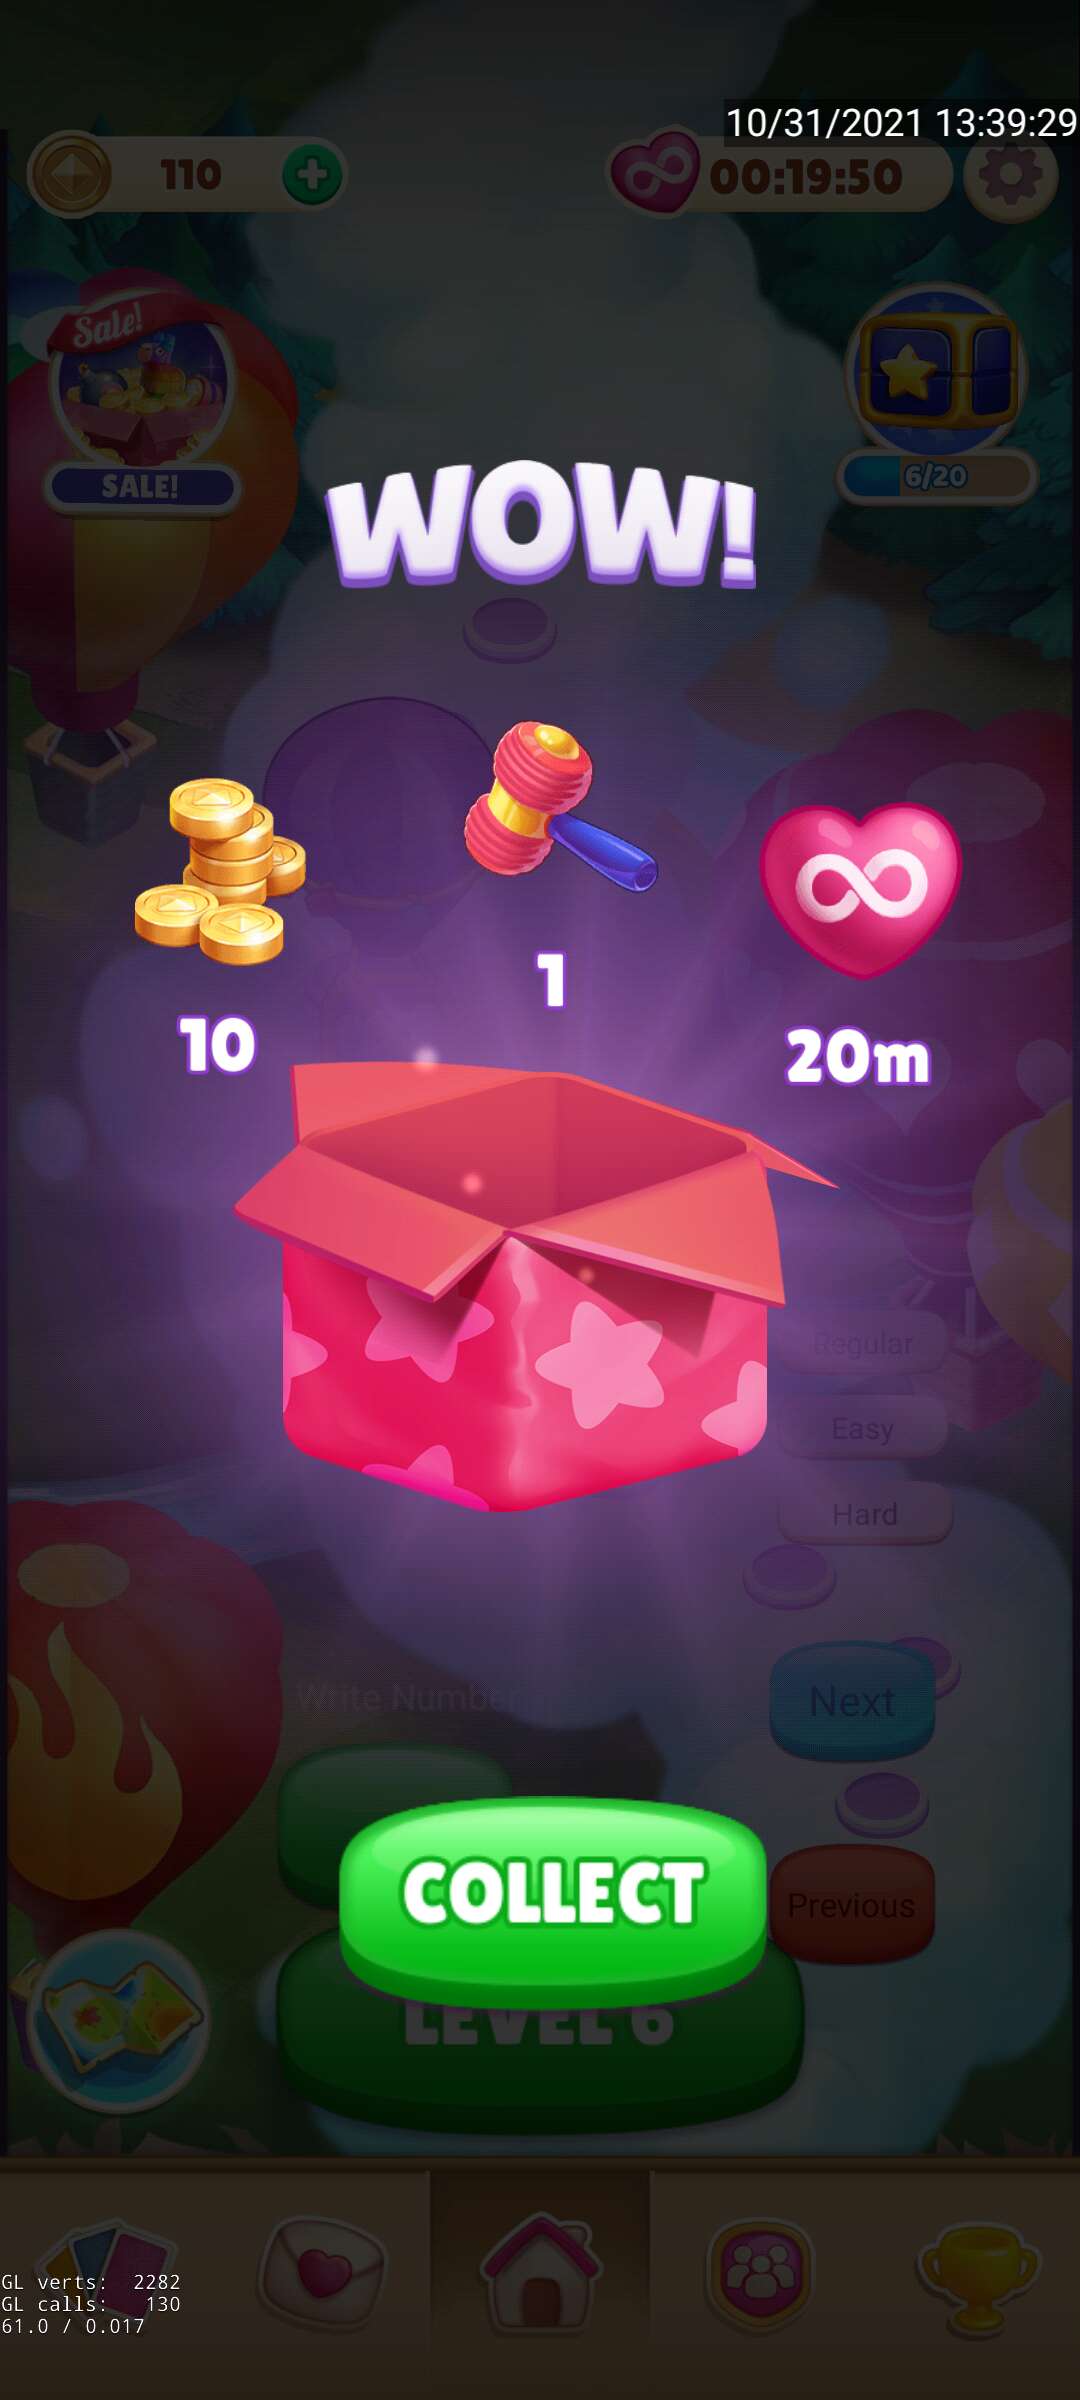 10/31/2021 13:39:29
110
00:19:50
Sale!
SALE!
6/20
WOW!
10
1
20m
Regular
Easy
Hard
Write Number
Next
COLLECT
Previous
LEVEL 6
GL verts: 2282
GL calls: 130
61.0 / 0.017